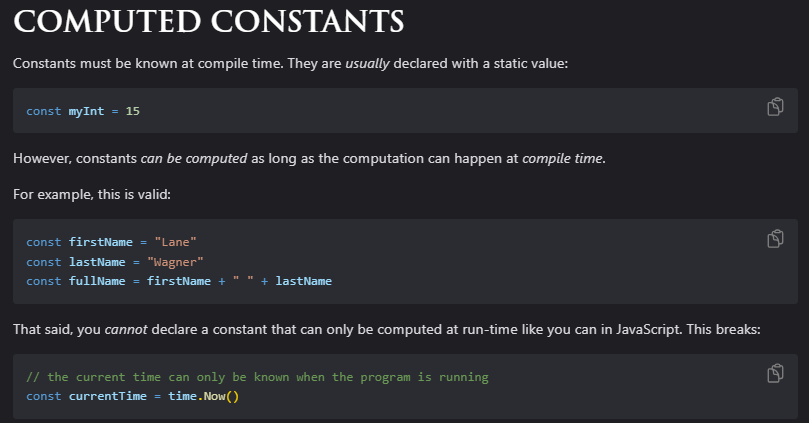 COMPUTED CONSTANTS
Constants must be known at compile time. They are usually declared with a static value:
const myInt = 15
However, constants can be computed as long as the computation can happen at compile time.
For example, this is valid:
const firstName = "Lane"
const lastName = "Wagner"
const fullName = firstName + " " + lastName
That said, you cannot declare a constant that can only be computed at run-time like you can in JavaScript. This breaks:
// the current time can only be known when the program is running
const currentTime = time.Now()